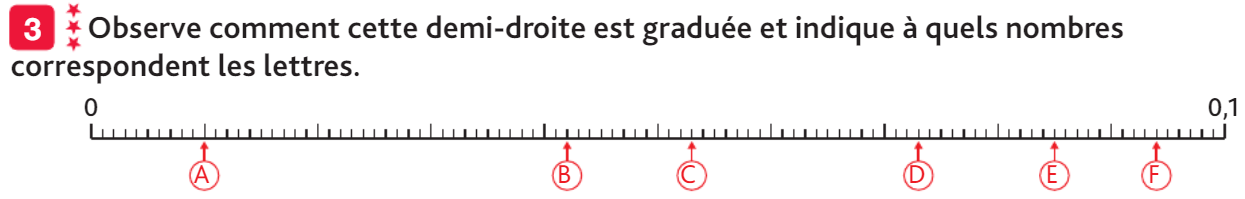 3 Observe comment cette demi-droite est graduée et indique à quels nombres
correspondent les lettres.
0 0,1
A B C D E F